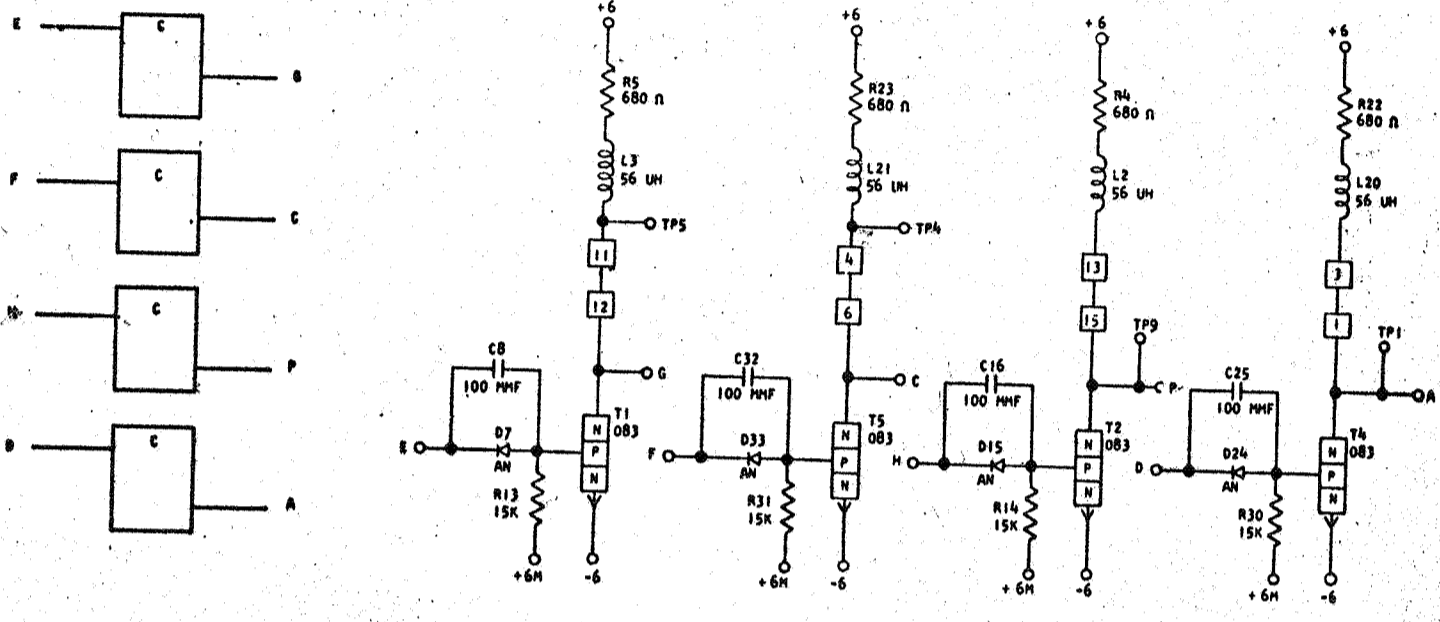 E
C
G
F
C
C
H
C
P
D
C
A
+6
R5
680 Ω
L3
56 UH
TP5
11
12
C8
100 MMF
G
E
D7
AN
T1
083
N
P
N
R13
15K
+6M
-6
+6
R23
680 Ω
L21
56 UH
TP4
4
6
C32
100 MMF
C
F
D33
AN
T5
083
N
P
N
R31
15K
+6M
-6
+6
R4
680 Ω
L2
56 UH
13
15
TP9
C16
100 MMF
P
H
D15
AN
T2
083
N
P
N
R14
15K
+6M
-6
+6
R22
680 Ω
L20
56 UH
3
1
TP1
C25
100 MMF
A
D
D24
AN
T4
083
N
P
N
R30
15K
+6M
-6